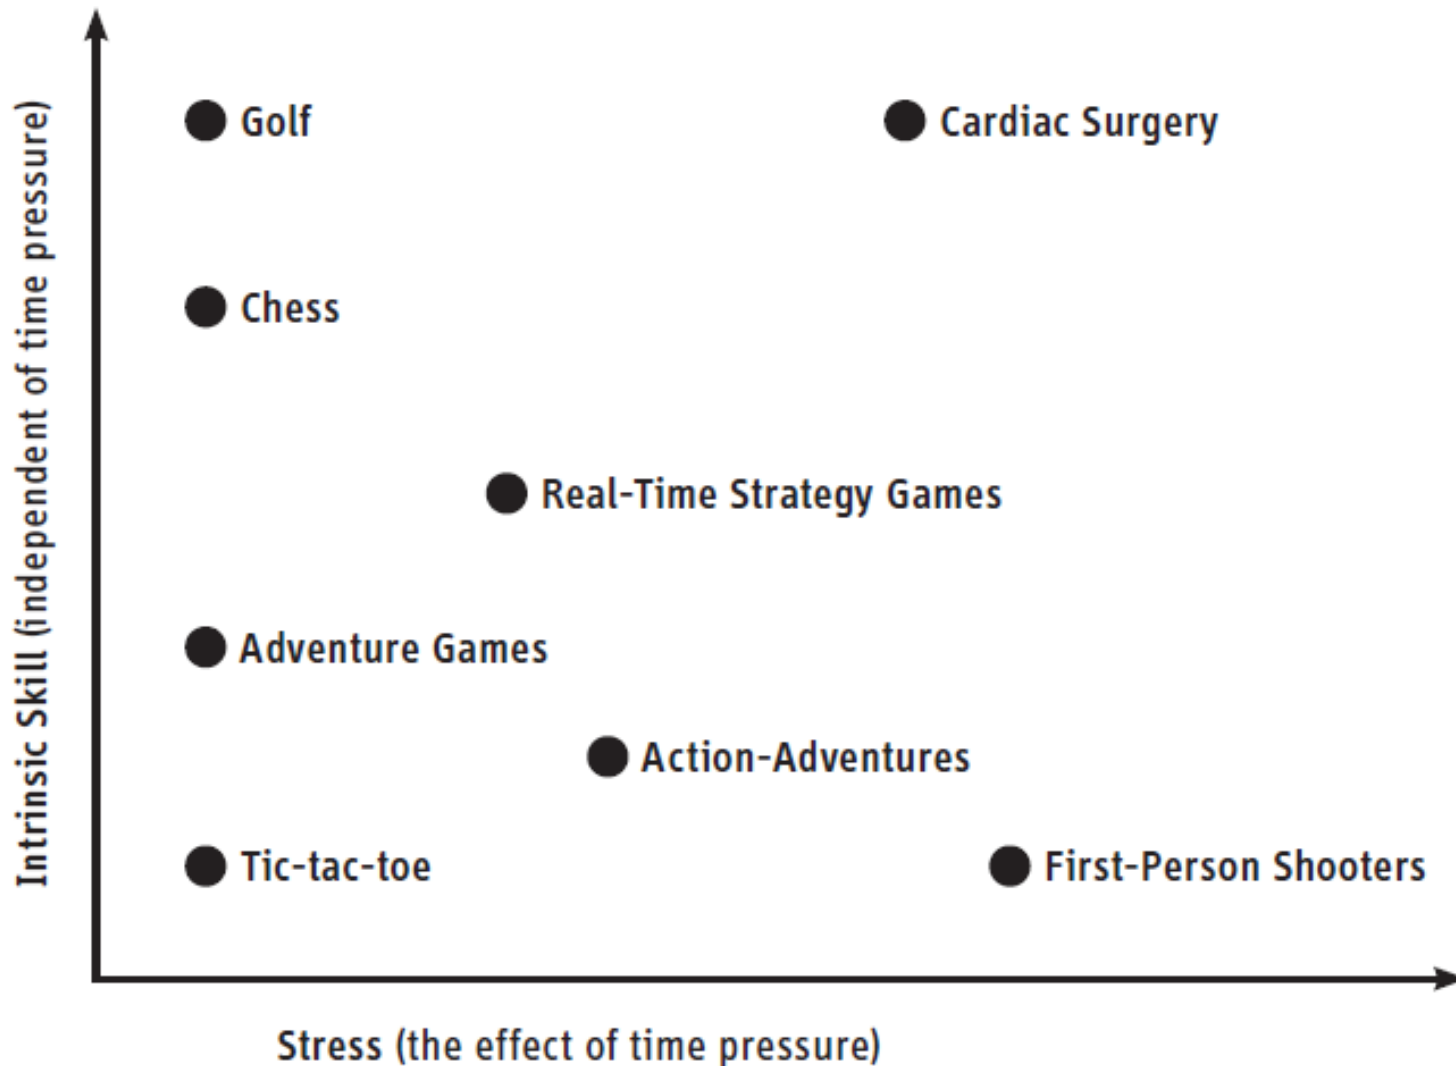 Intrinsic Skill (independent of time pressure)
Golf
Cardiac Surgery
Chess
Real-Time Strategy Games
Adventure Games
Action-Adventures
Tic-tac-toe
First-Person Shooters
Stress (the effect of time pressure)